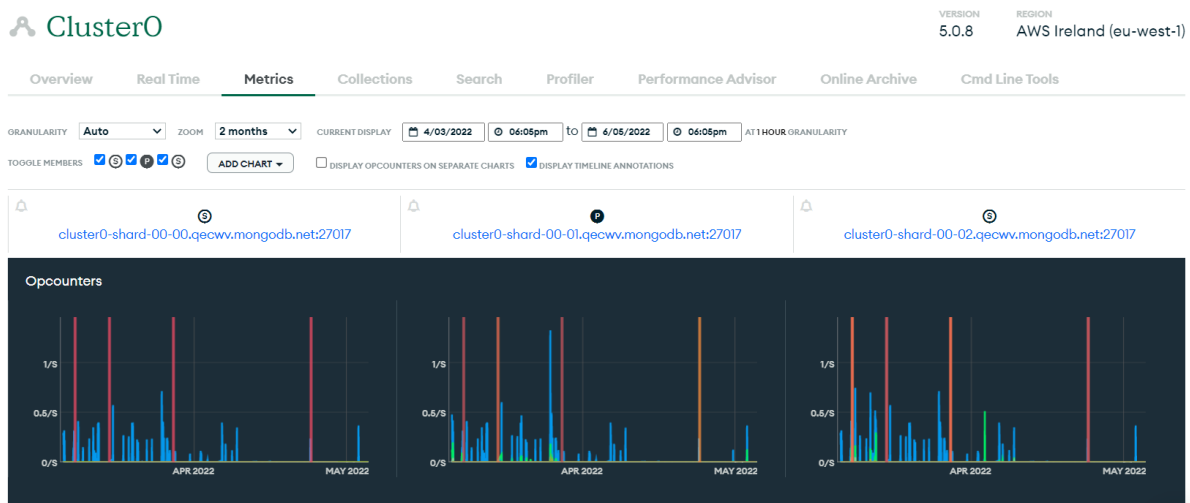 Cluster0
VERSION
5.0.8
REGION
AWS Ireland (eu-west-1)
Overview Real Time Metrics Collections Search Profiler Performance Advisor Online Archive Cmd Line Tools
GRANULARITY Auto ZOOM 2 months CURRENT DISPLAY 4/03/2022 06:05pm to 6/05/2022 06:05pm AT 1 HOUR GRANULARITY
TOGGLE MEMBERS S P S ADD CHART DISPLAY OPCOUNTERS ON SEPARATE CHARTS DISPLAY TIMELINE ANNOTATIONS
S
cluster0-shard-00-00.qecwv.mongodb.net:27017
P
cluster0-shard-00-01.qecwv.mongodb.net:27017
S
cluster0-shard-00-02.qecwv.mongodb.net:27017
Opcounters
1/S
0.5/S
0/S
APR 2022 MAY 2022
1/S
0.5/S
0/S
APR 2022 MAY 2022
1/S
0.5/S
0/S
APR 2022 MAY 2022